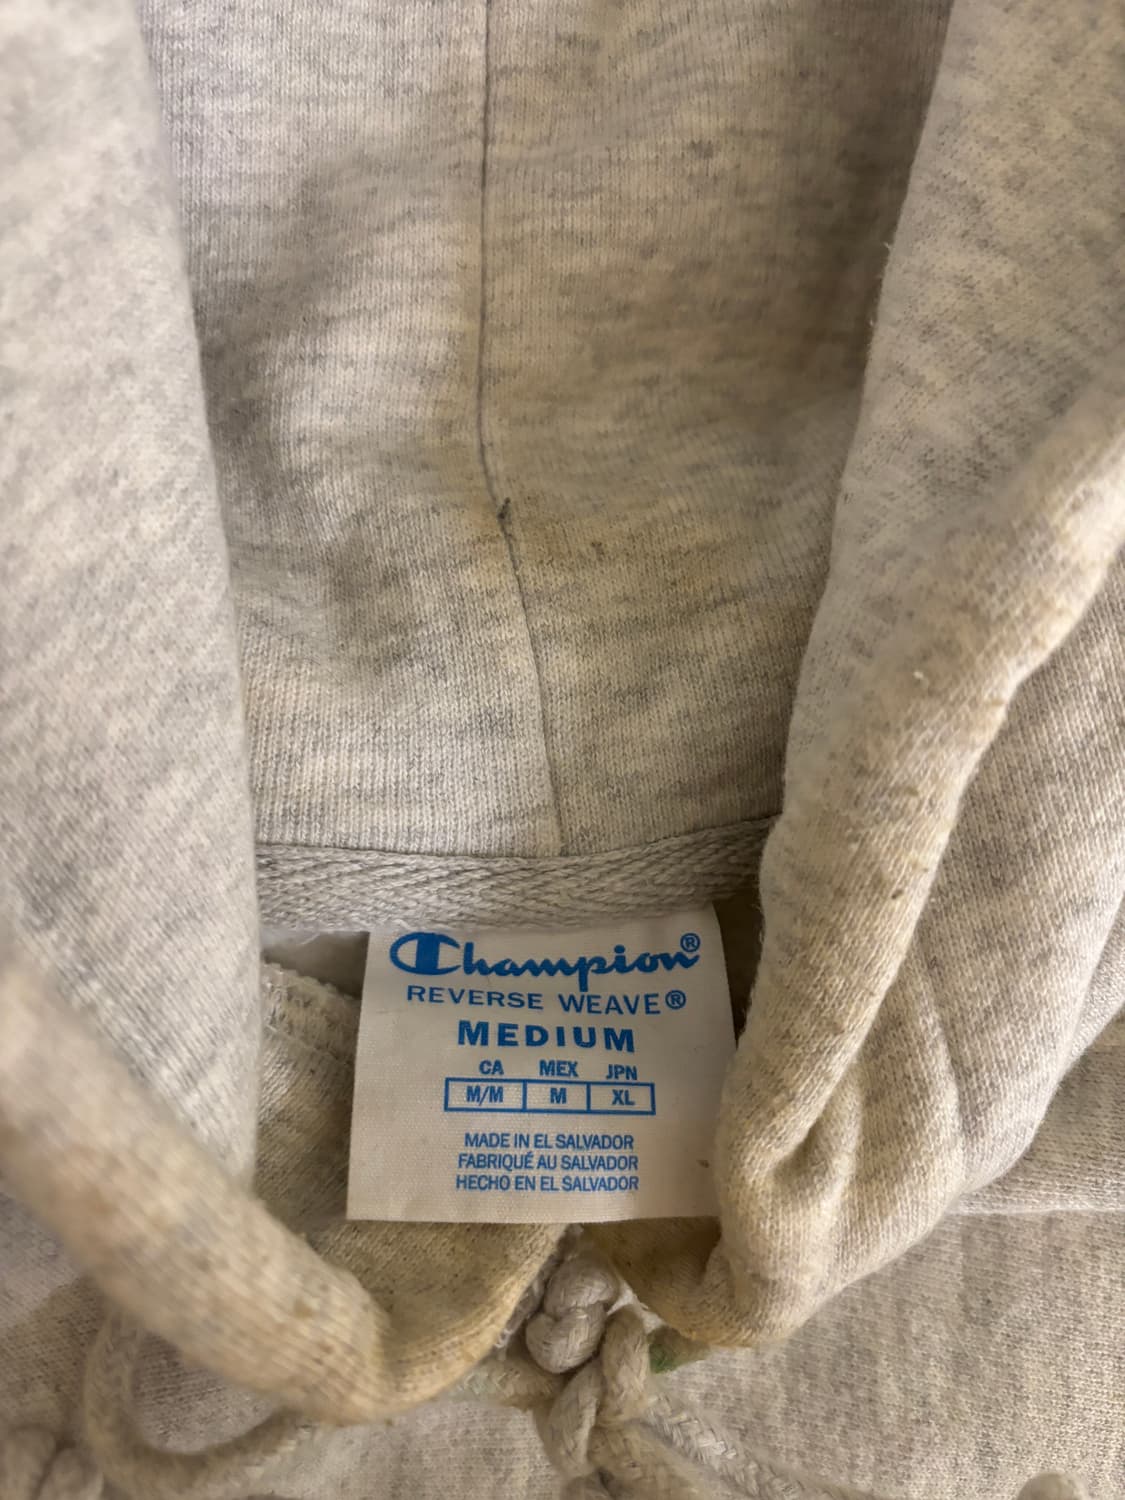 Champion®
REVERSE WEAVE®
MEDIUM
CA MEX JPN
M/M M XL
MADE IN EL SALVADOR
FABRIQUÉ AU SALVADOR
HECHO EN EL SALVADOR